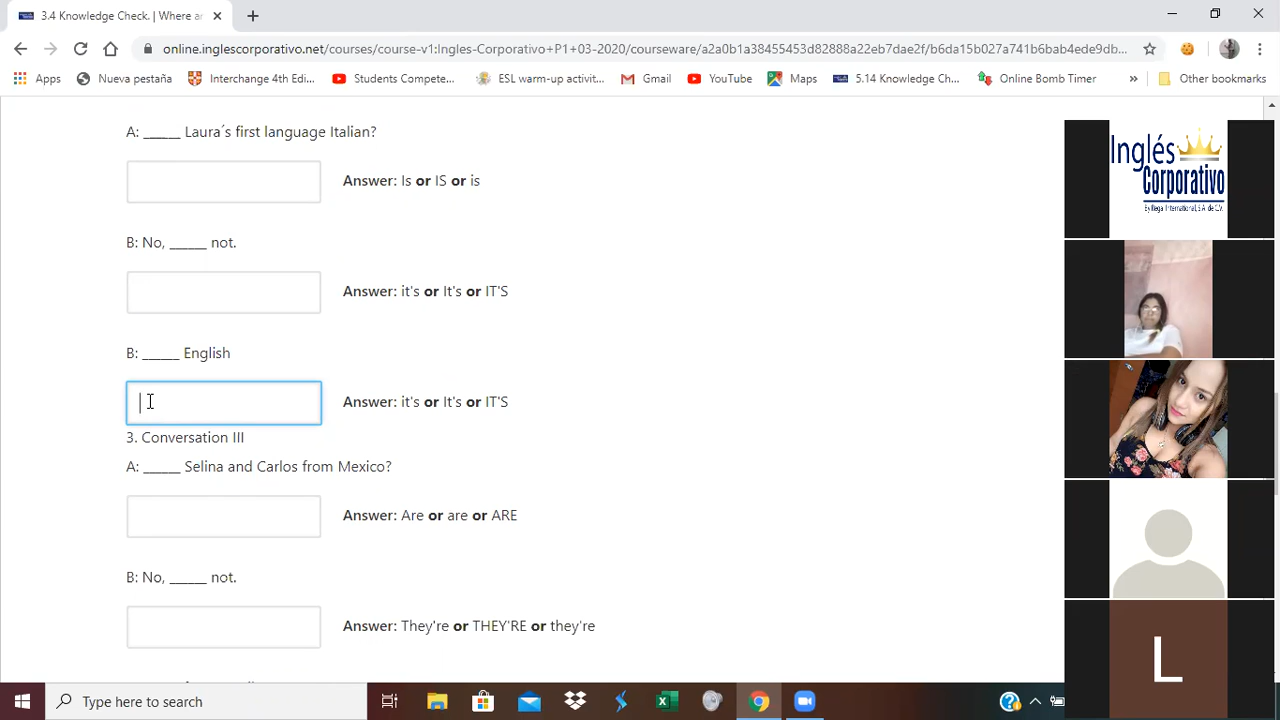 3.4 Knowledge Check. | Where ar
online.inglescorporativo.net/courses/course-v1:Ingles-Corporativo+P1+03-2020/courseware/a2a0b1a38455453d82888a22eb7dae2f/b6da15b027a741b6bab4ede9db...
Apps
Nueva pestaña
Interchange 4th Edi...
Students Compete...
ESL warm-up activit...
Gmail
YouTube
Maps
5.14 Knowledge Ch...
Online Bomb Timer
»
Other bookmarks
A: _____ Laura´s first language Italian?
Answer: Is or IS or is
B: No, _____ not.
Answer: it's or It's or IT'S
B: _____ English
Answer: it's or It's or IT'S
3. Conversation III
A: _____ Selina and Carlos from Mexico?
Answer: Are or are or ARE
B: No, _____ not.
Answer: They're or THEY'RE or they're
Inglés
Corporativo
By Rega International, S.A. de C.V.
L
Type here to search